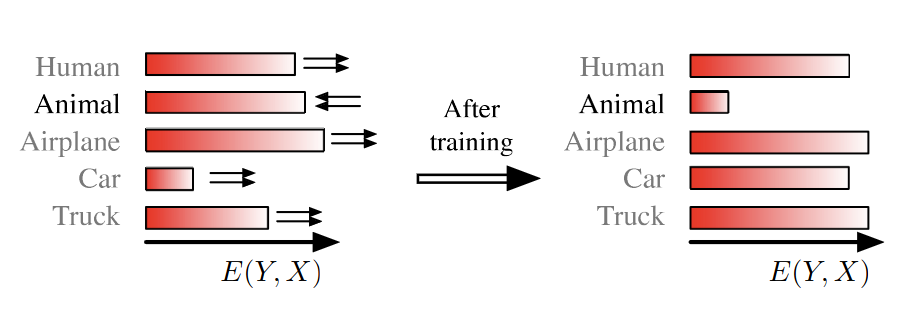 Human
Animal
Airplane
Car
Truck
E(Y, X)
After
training
Human
Animal
Airplane
Car
Truck
E(Y, X)